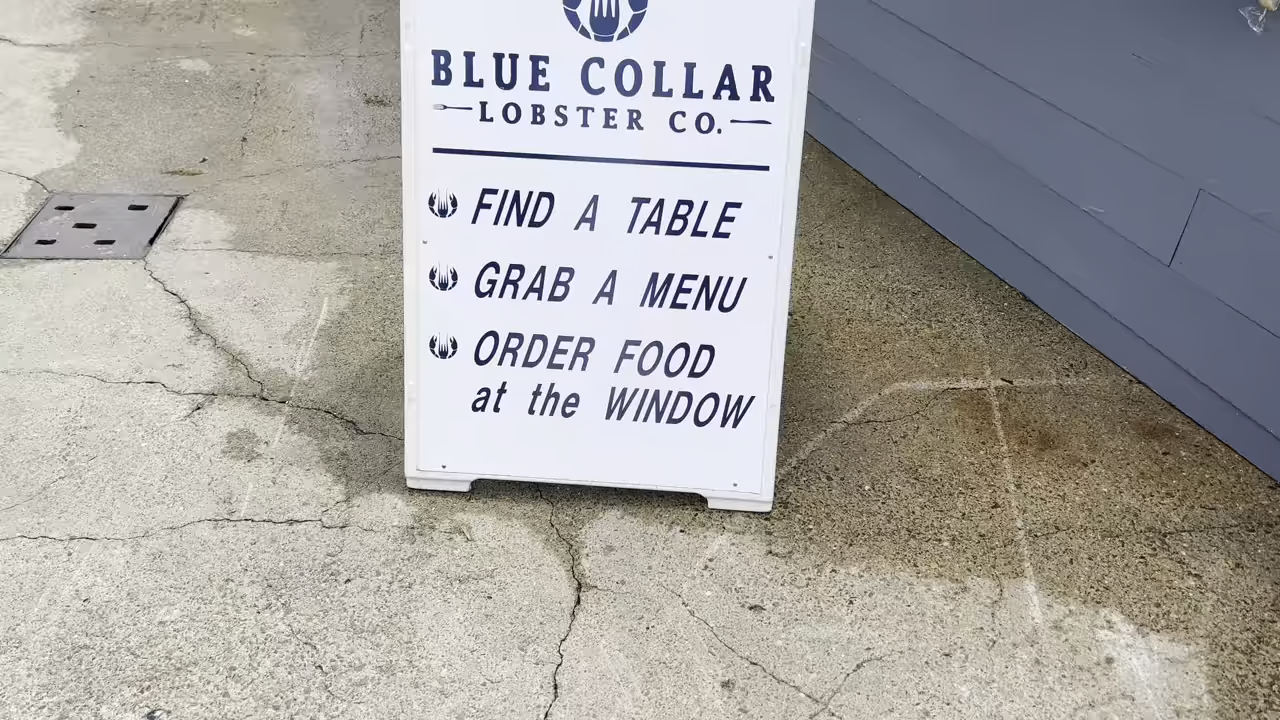 BLUE COLLAR
LOBSTER CO.
FIND A TABLE
GRAB A MENU
ORDER FOOD
at the WINDOW